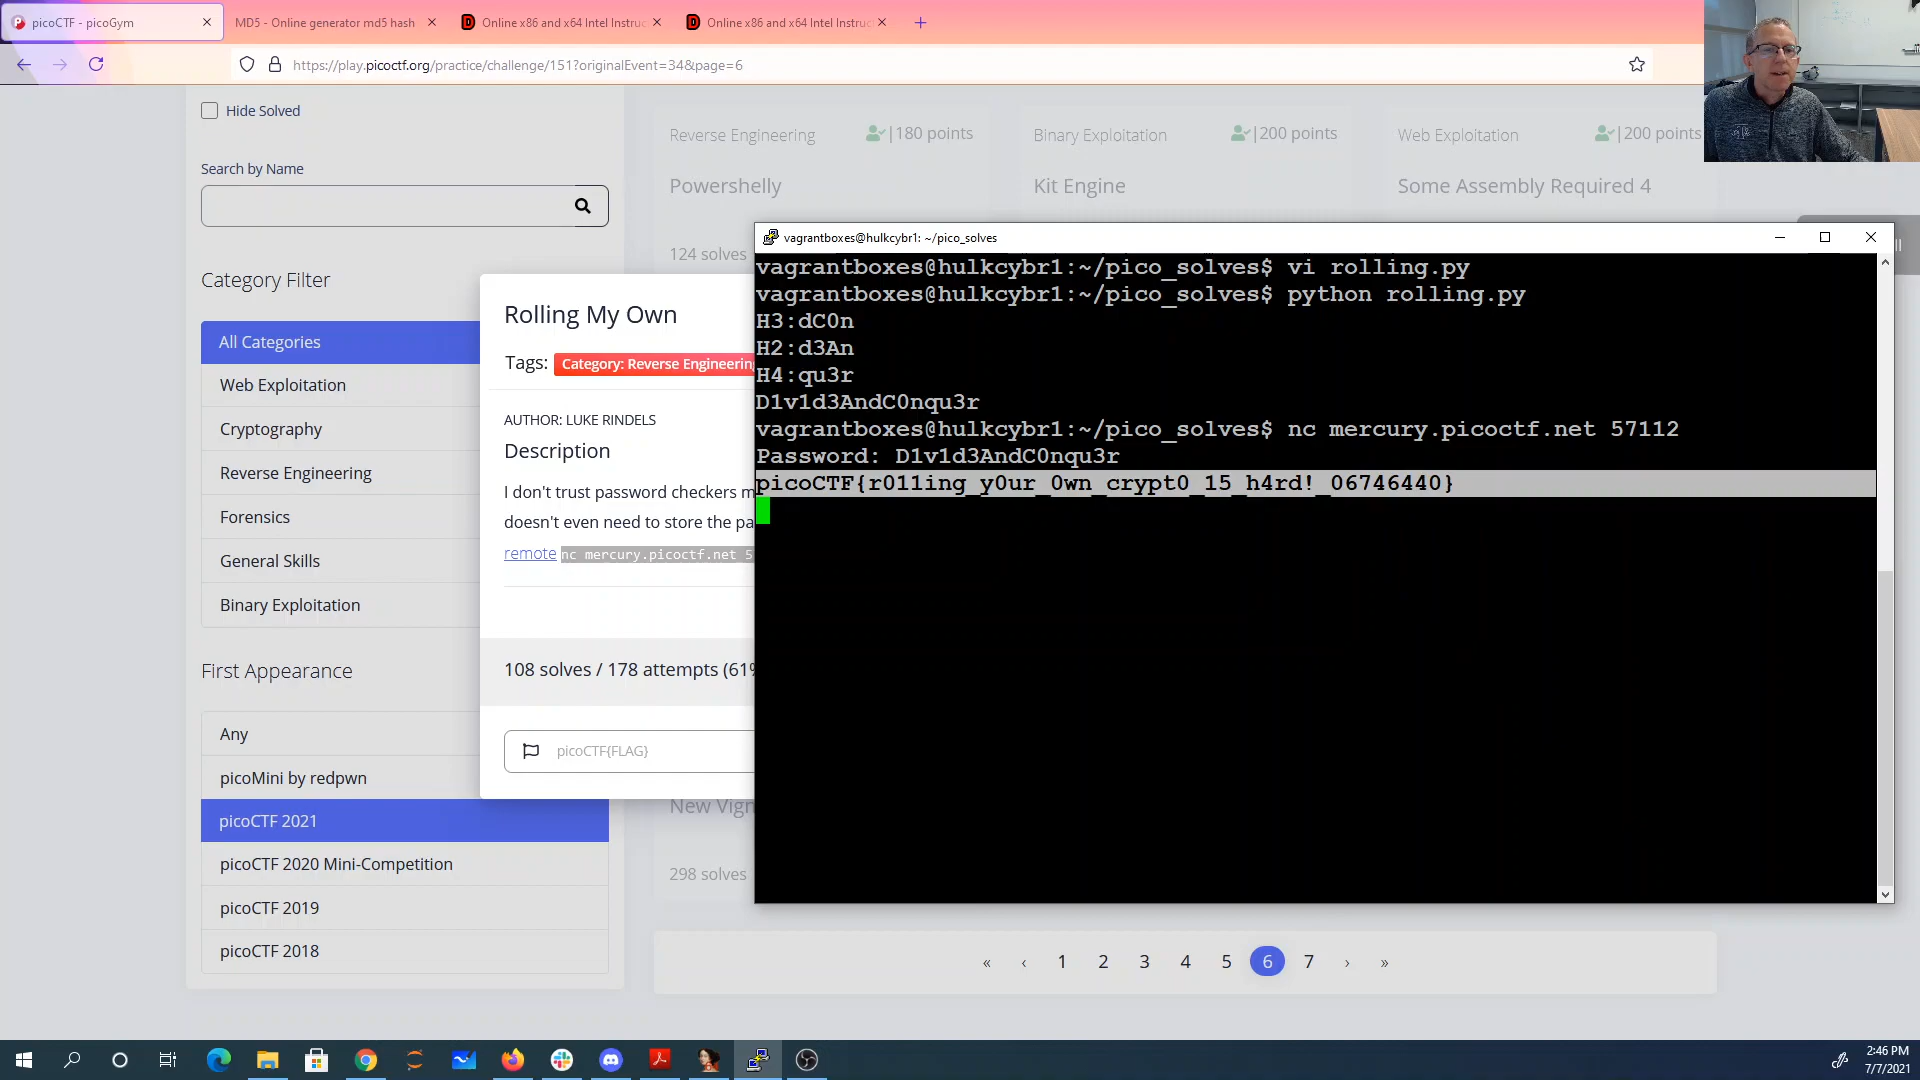 picoCTF - picoGym
MD5 - Online generator md5 hash
Online x86 and x64 Intel Instruc
Online x86 and x64 Intel Instruc
https://play.picoctf.org/practice/challenge/151?originalEvent=34&page=6
Hide Solved
Search by Name
Category Filter
All Categories
Web Exploitation
Cryptography
Reverse Engineering
Forensics
General Skills
Binary Exploitation
First Appearance
Any
picoMini by redpwn
picoCTF 2021
picoCTF 2020 Mini-Competition
picoCTF 2019
picoCTF 2018
Reverse Engineering
|180 points
Powershelly
124 solves
Binary Exploitation
|200 points
Kit Engine
Web Exploitation
|200 points
Some Assembly Required 4
Rolling My Own
Tags: Category: Reverse Engineering
AUTHOR: LUKE RINDELS
Description
I don't trust password checkers m
doesn't even need to store the pa
remote nc mercury.picoctf.net 5
108 solves / 178 attempts (61%
picoCTF{FLAG}
New Vign
298 solves
vagrantboxes@hulkcybr1: ~/pico_solves
vagrantboxes@hulkcybr1:~/pico_solves$ vi rolling.py
vagrantboxes@hulkcybr1:~/pico_solves$ python rolling.py
H3:dC0n
H2:d3An
H4:qu3r
D1v1d3AndC0nqu3r
vagrantboxes@hulkcybr1:~/pico_solves$ nc mercury.picoctf.net 57112
Password: D1v1d3AndC0nqu3r
picoCTF{r011ing_y0ur_0wn_crypt0_15_h4rd!_06746440}
« ‹ 1 2 3 4 5 6 7 › »
2:46 PM
7/7/2021